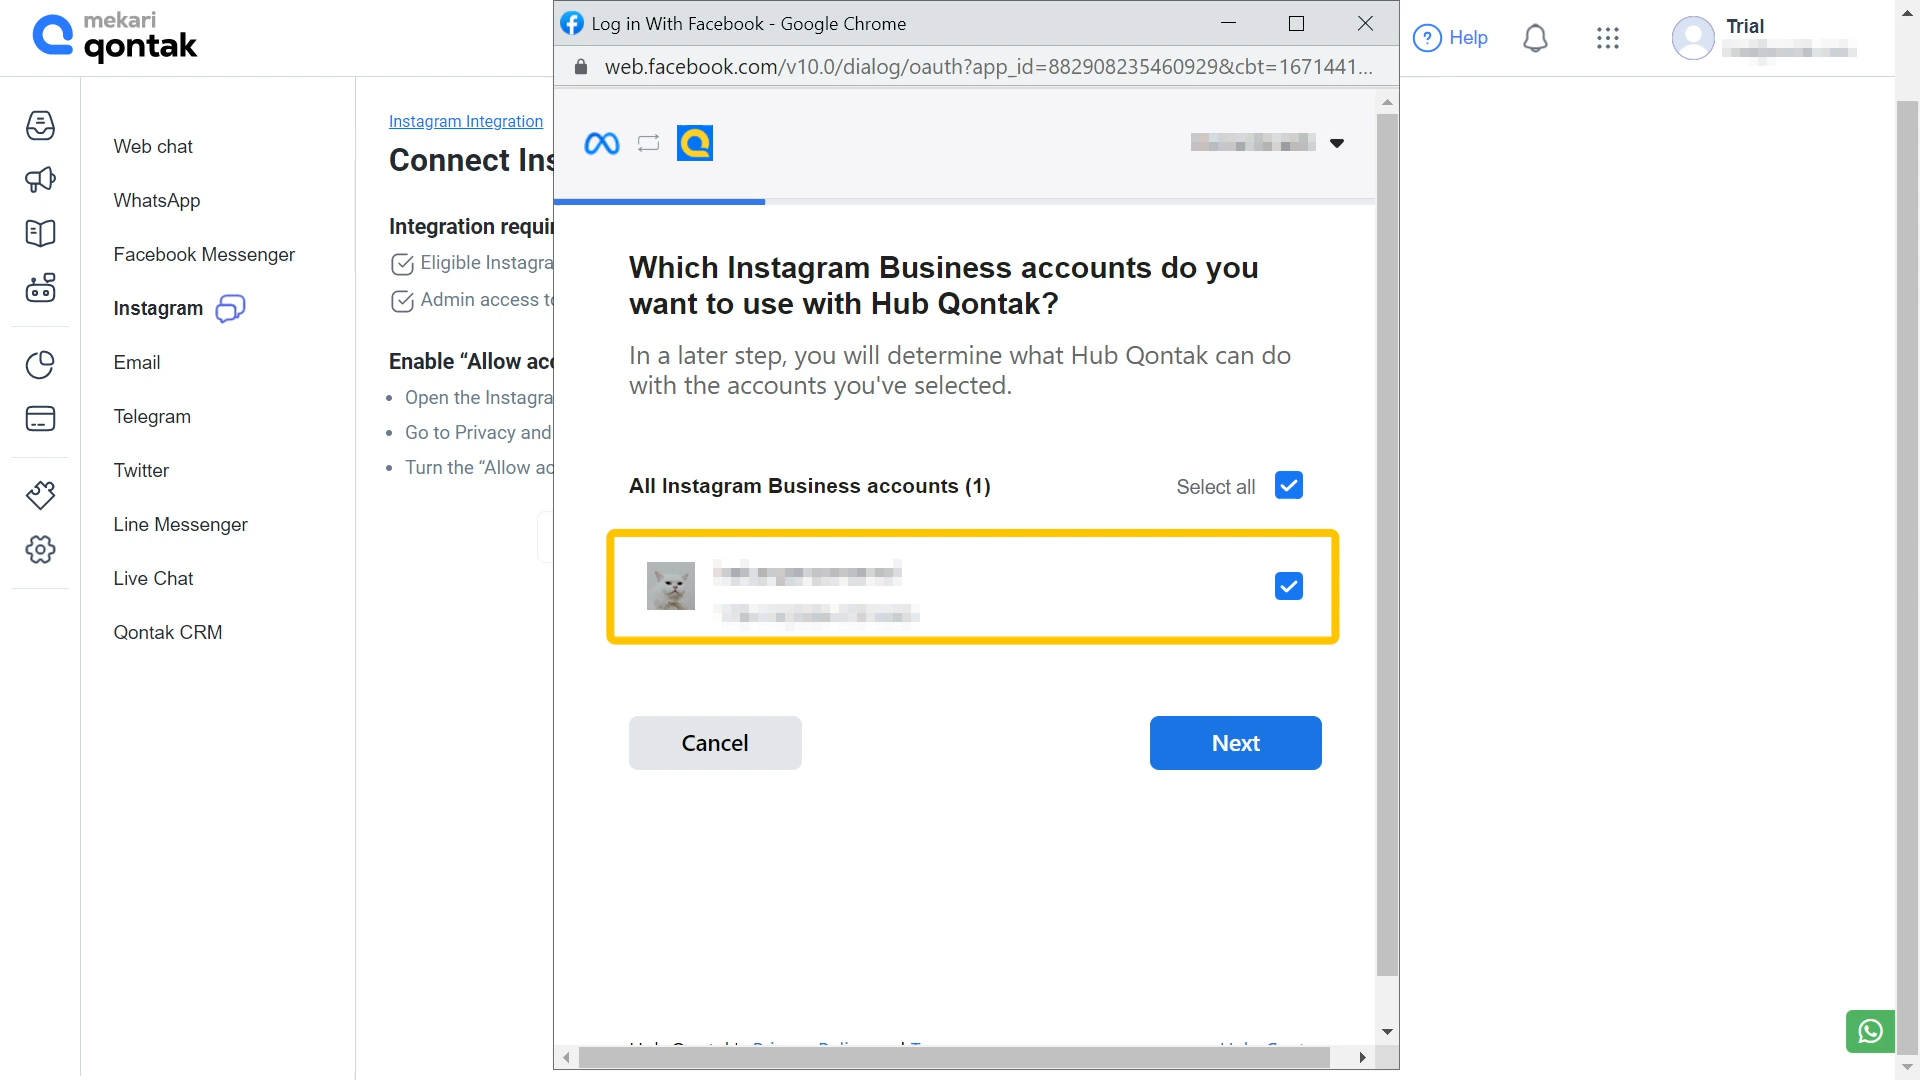 mekari
qontak
Log in With Facebook - Google Chrome
web.facebook.com/v10.0/dialog/oauth?app_id=882908235460929&cbt=1671441...
Help
Trial
Web chat
WhatsApp
Facebook Messenger
Instagram
Email
Telegram
Twitter
Line Messenger
Live Chat
Qontak CRM
Instagram Integration
Connect Ins
Integration requir
Eligible Instagra
Admin access to
Enable “Allow acc
Open the Instagra
Go to Privacy and
Turn the “Allow ac
Which Instagram Business accounts do you
want to use with Hub Qontak?
In a later step, you will determine what Hub Qontak can do
with the accounts you've selected.
All Instagram Business accounts (1)
Select all
Cancel
Next